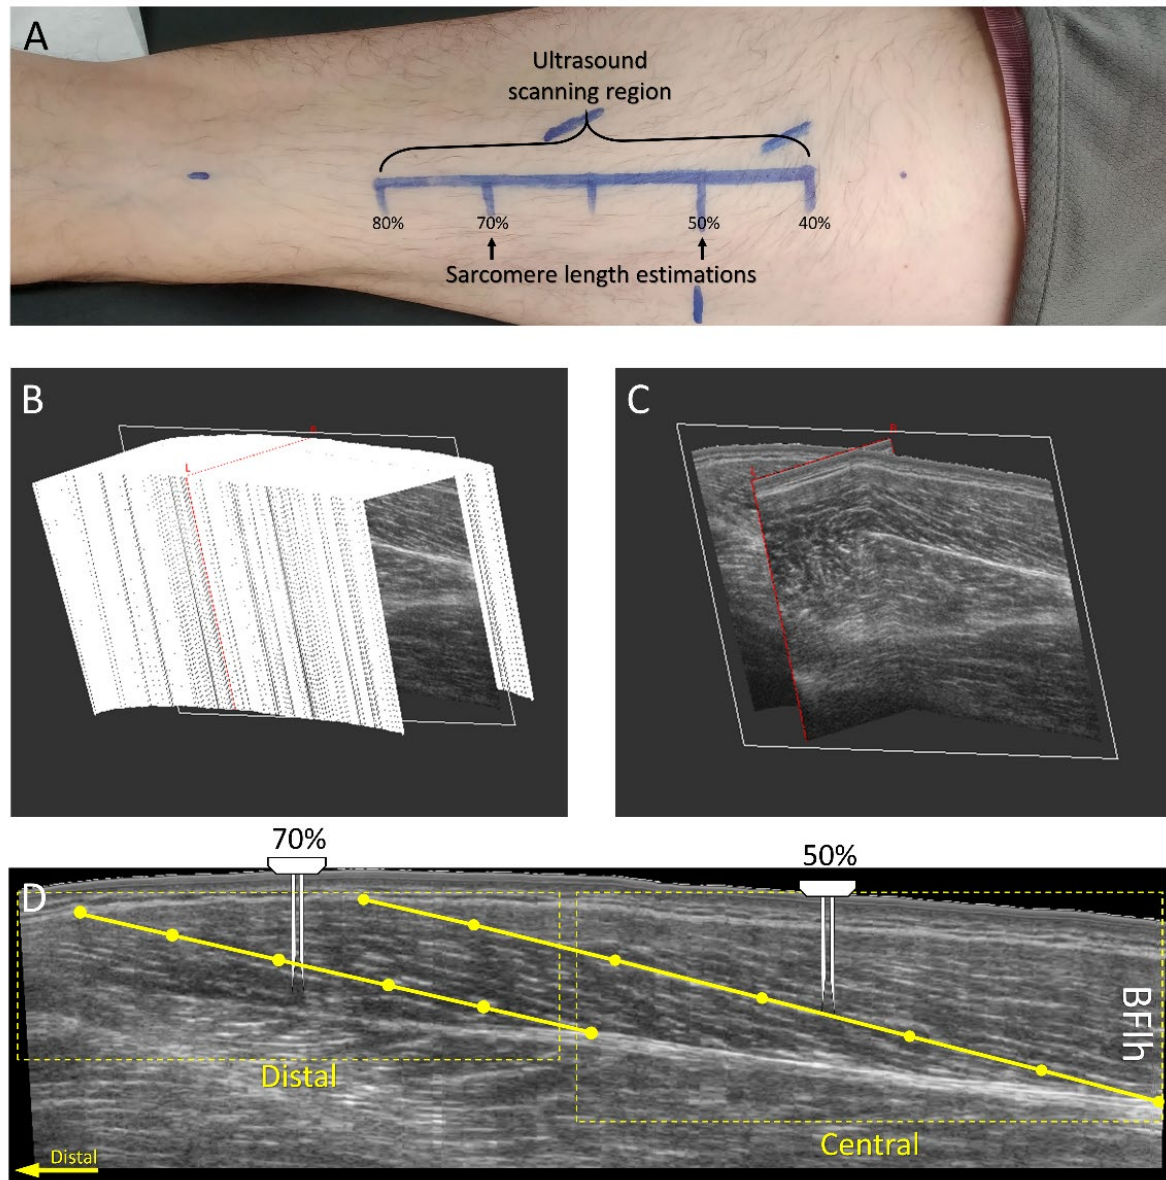 A
Ultrasound
scanning region
80%
70%
50%
40%
Sarcomere length estimations
B
L
C
70%
50%
D
BFlh
Distal
Central
Distal